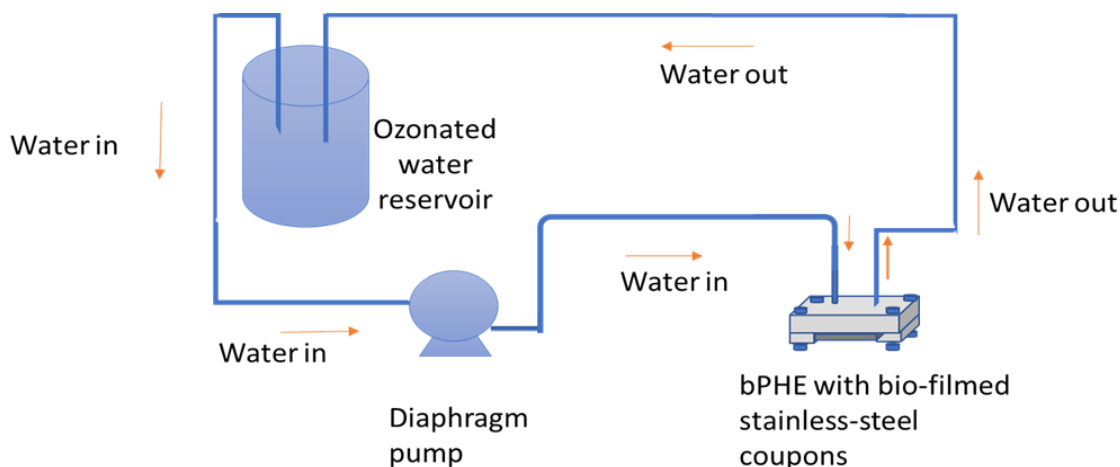 Water out
Water in
Ozonated
water
reservoir
Water out
Water in
Water in
bPHE with bio-filmed
stainless-steel
coupons
Diaphragm
pump